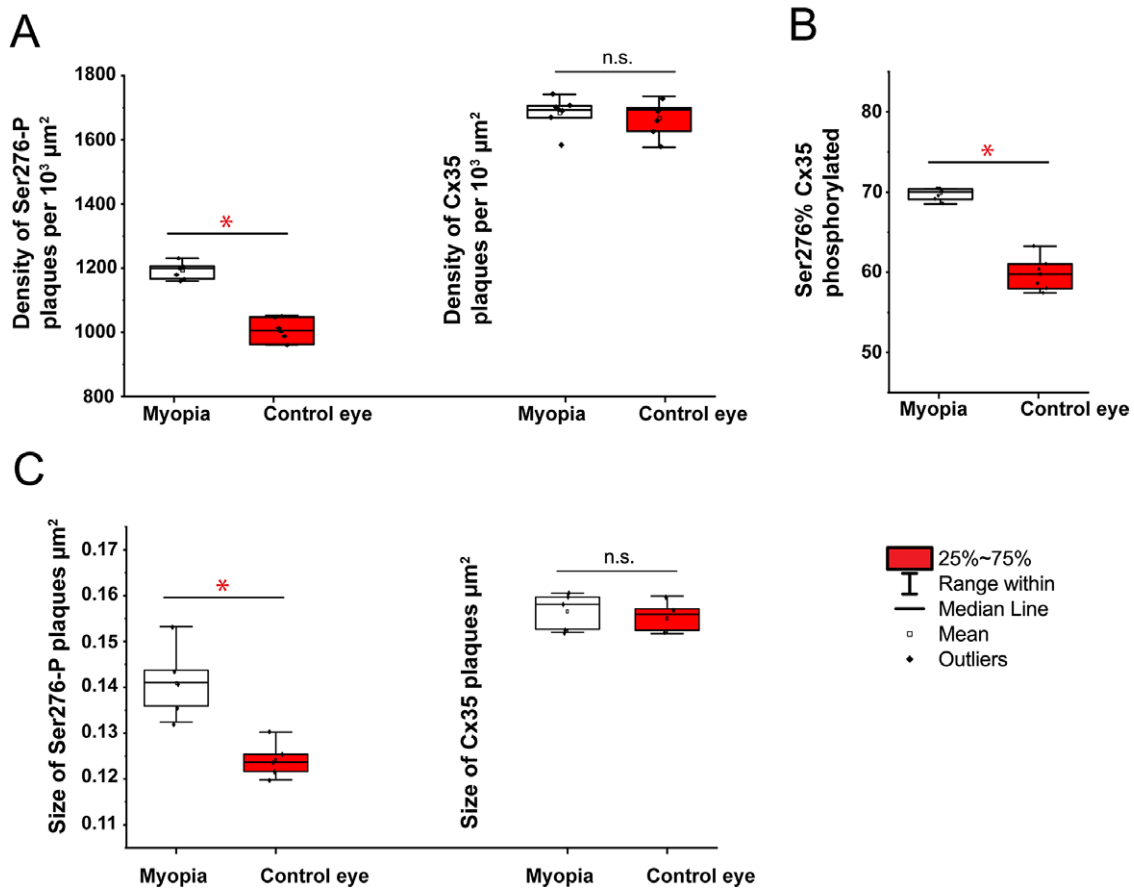 A
Density of Ser276-P
plaques per 10³ µm²
1800
1600
1400
1200
1000
800
*
Myopia
Control eye
Density of Cx35
plaques per 10³ µm²
n.s.
Myopia
Control eye
B
Ser276% Cx35
phosphorylated
80
70
60
50
*
Myopia
Control eye
C
Size of Ser276-P plaques µm²
0.17
0.16
0.15
0.14
0.13
0.12
0.11
*
Myopia
Control eye
Size of Cx35 plaques µm²
n.s.
Myopia
Control eye
25%~75%
Range within
Median Line
Mean
Outliers